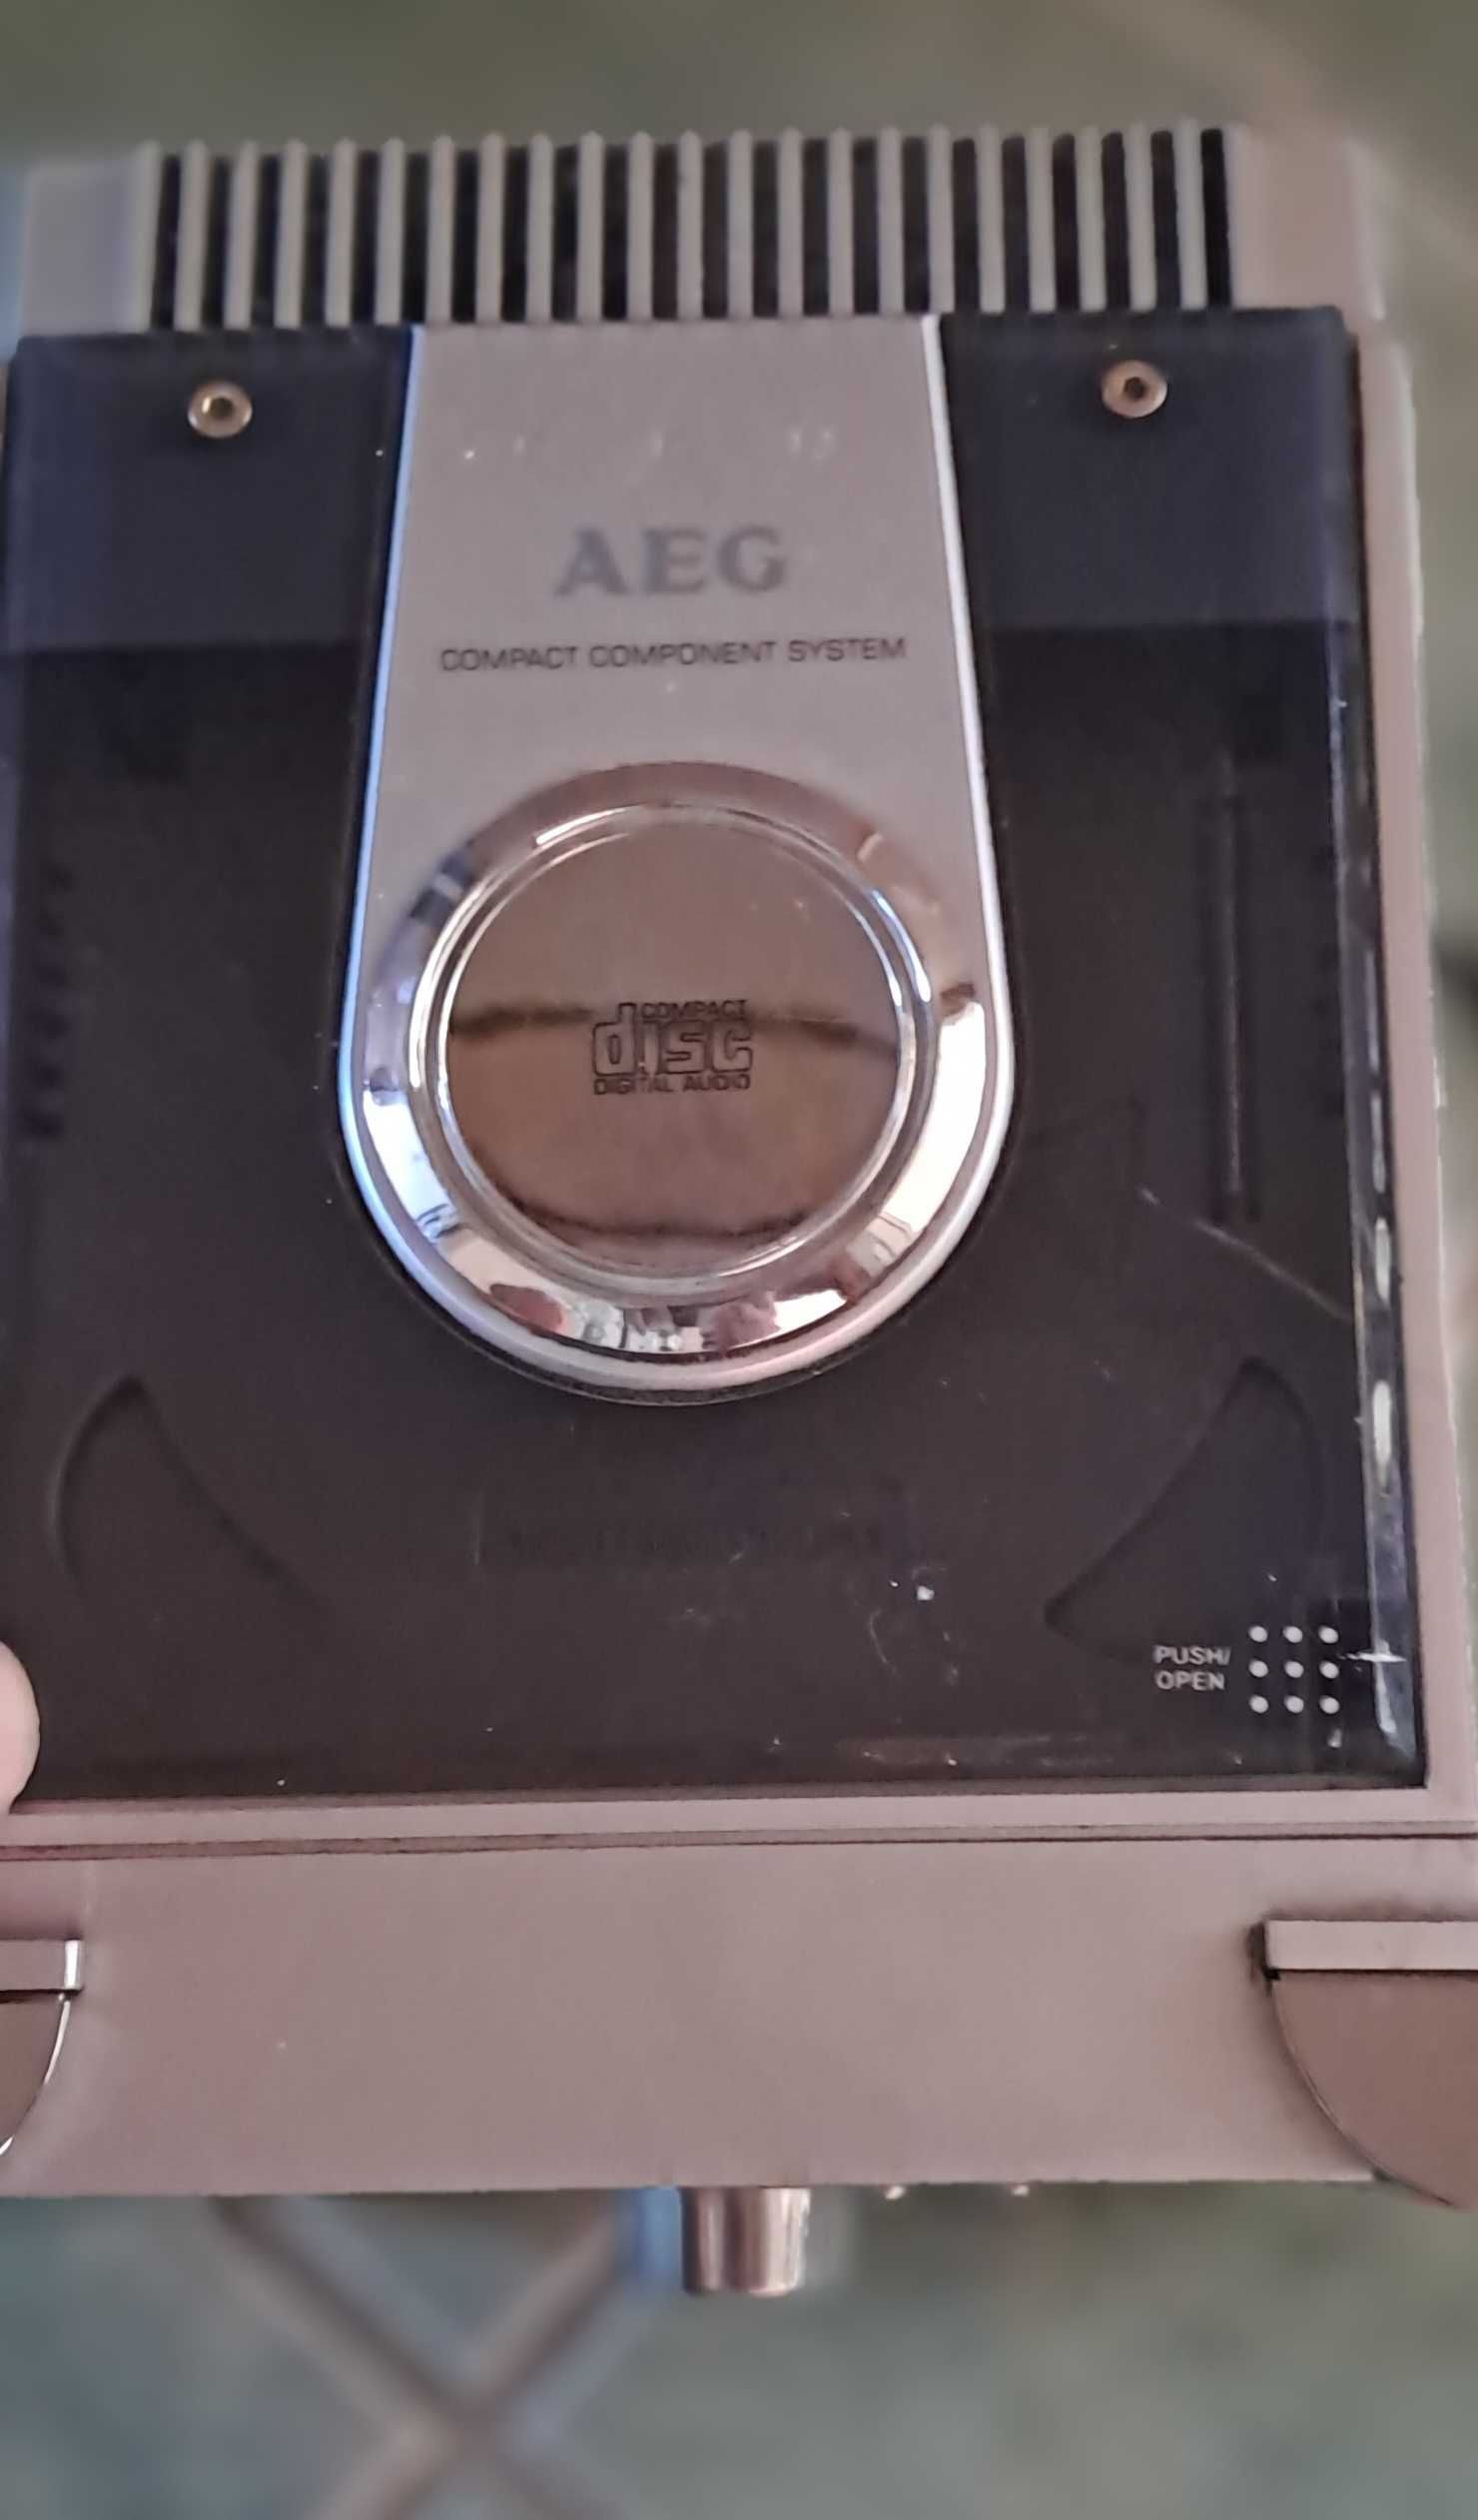 AEG
COMPACT COMPONENT SYSTEM
COMPACT
disc
DIGITAL AUDIO
PUSH/
OPEN